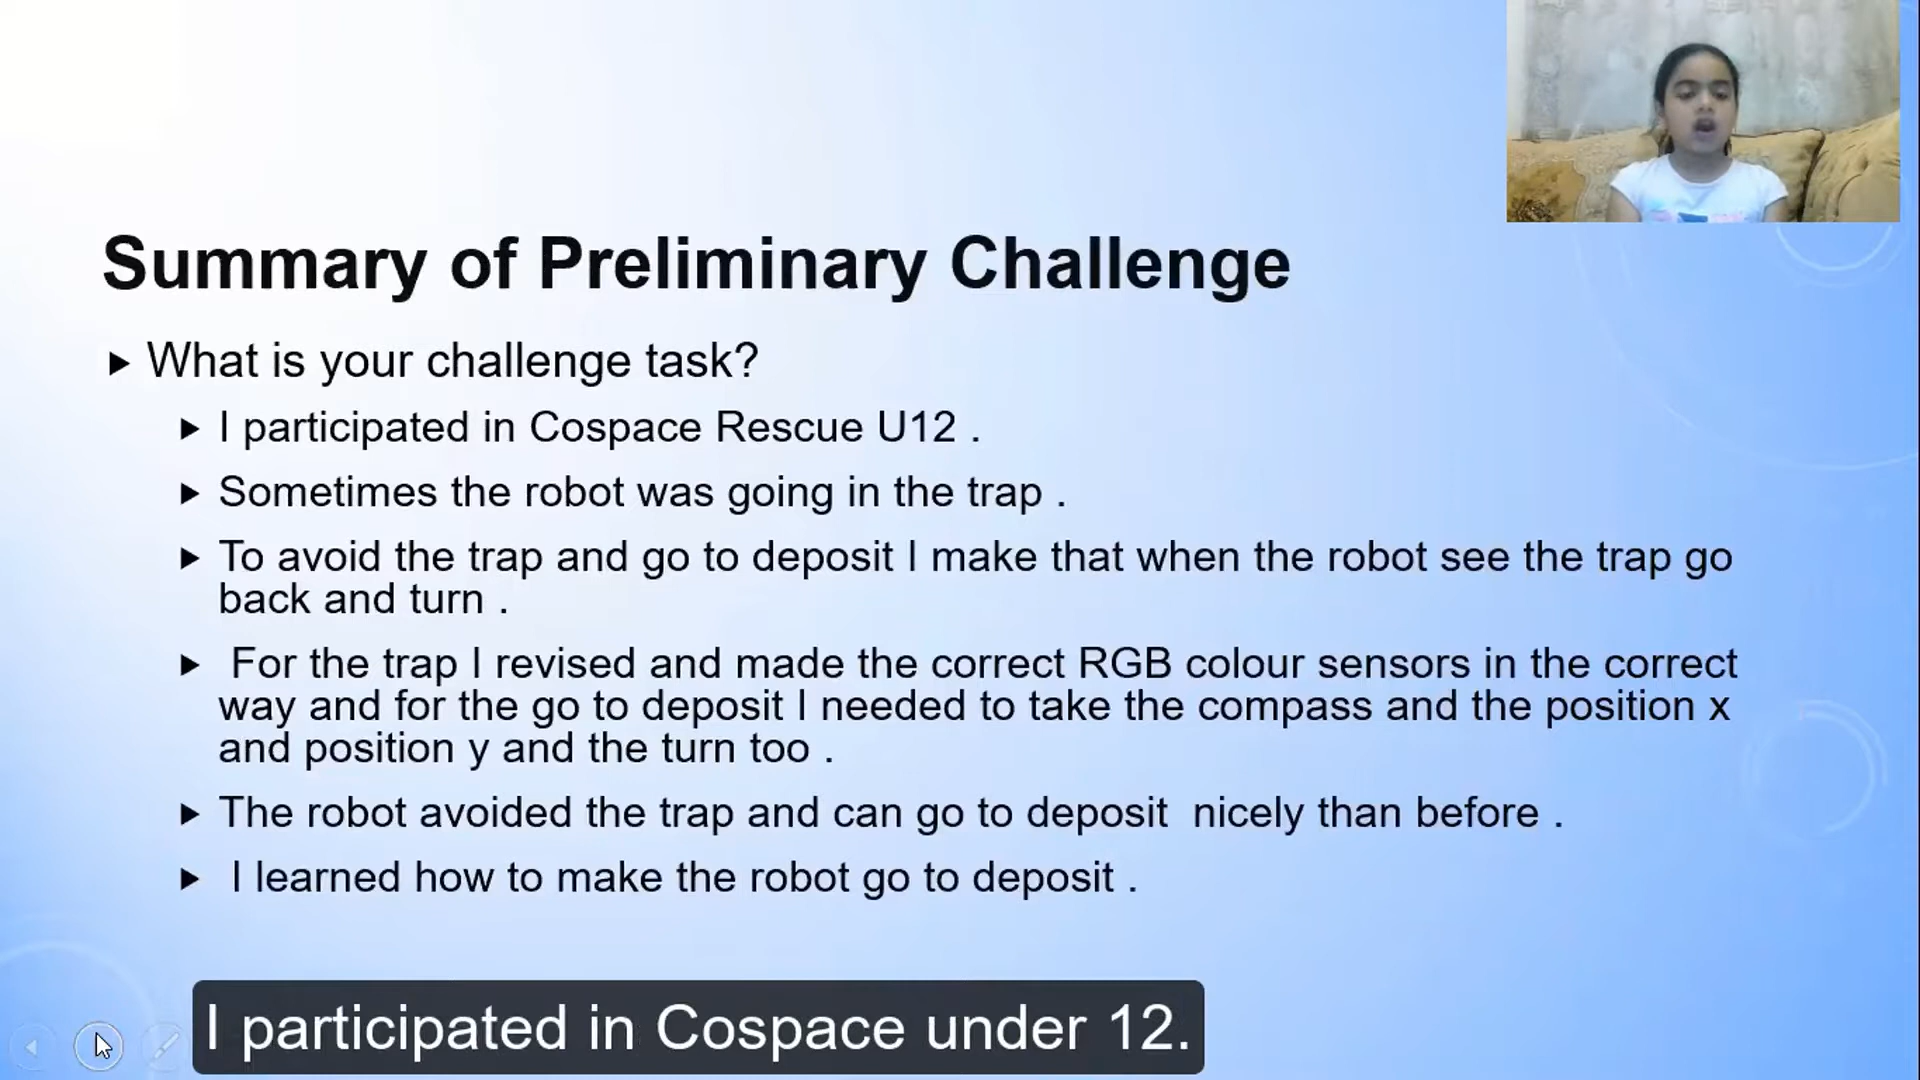 Summary of Preliminary Challenge
What is your challenge task?
I participated in Cospace Rescue U12 .
Sometimes the robot was going in the trap .
To avoid the trap and go to deposit I make that when the robot see the trap go
back and turn .
For the trap I revised and made the correct RGB colour sensors in the correct
way and for the go to deposit I needed to take the compass and the position x
and position y and the turn too .
The robot avoided the trap and can go to deposit  nicely than before .
I learned how to make the robot go to deposit .
I participated in Cospace under 12.